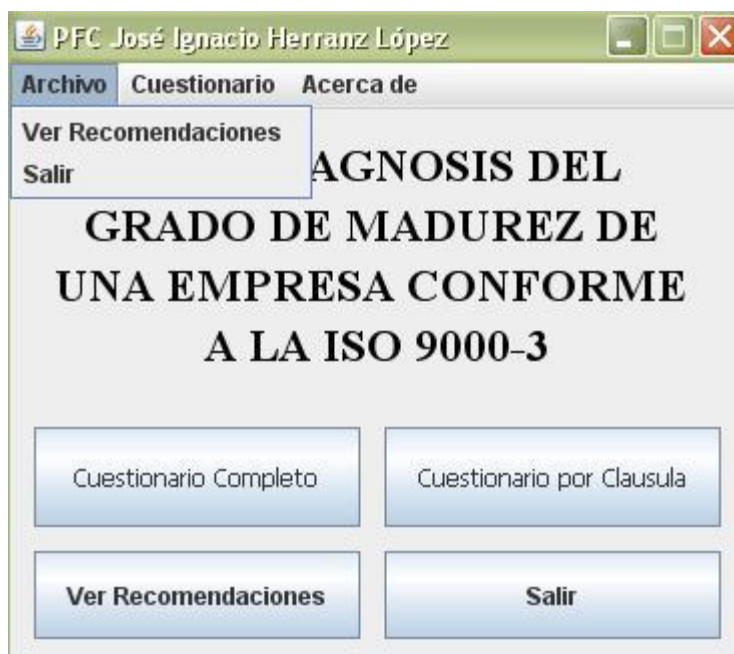 PFC José Ignacio Herranz López
Archivo Cuestionario Acerca de
Ver Recomendaciones
Salir
AGNOSIS DEL
GRADO DE MADUREZ DE
UNA EMPRESA CONFORME
A LA ISO 9000-3
Cuestionario Completo
Cuestionario por Clausula
Ver Recomendaciones
Salir